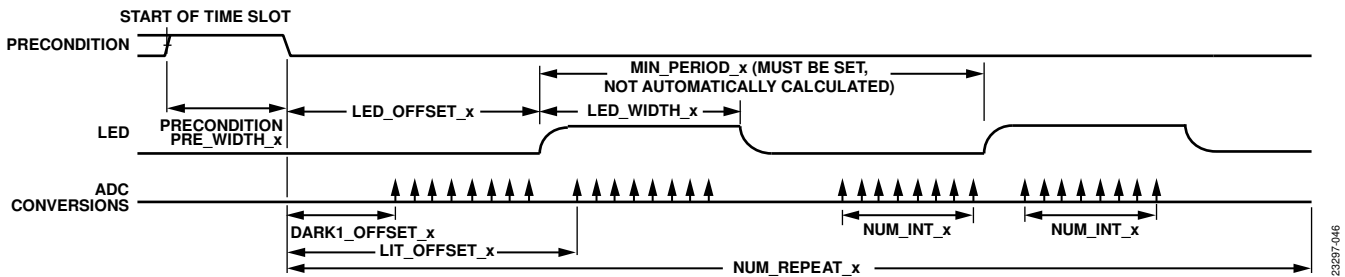 START OF TIME SLOT
PRECONDITION
MIN_PERIOD_x (MUST BE SET,
NOT AUTOMATICALLY CALCULATED)
LED_OFFSET_x
LED_WIDTH_x
PRECONDITION
PRE_WIDTH_x
LED
ADC
CONVERSIONS
DARK1_OFFSET_x
NUM_INT_x
NUM_INT_x
LIT_OFFSET_x
NUM_REPEAT_x
23297-046